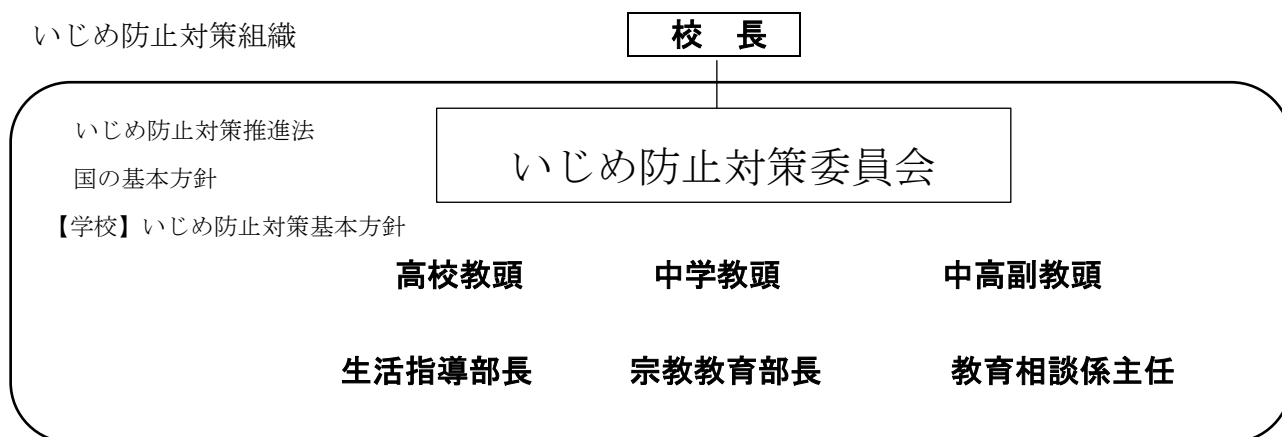 いじめ防止対策組織
校　長
いじめ防止対策推進法
いじめ防止対策委員会
国の基本方針
【学校】いじめ防止対策基本方針
高校教頭　中学教頭　中高副教頭
生活指導部長　宗教教育部長　教育相談係主任